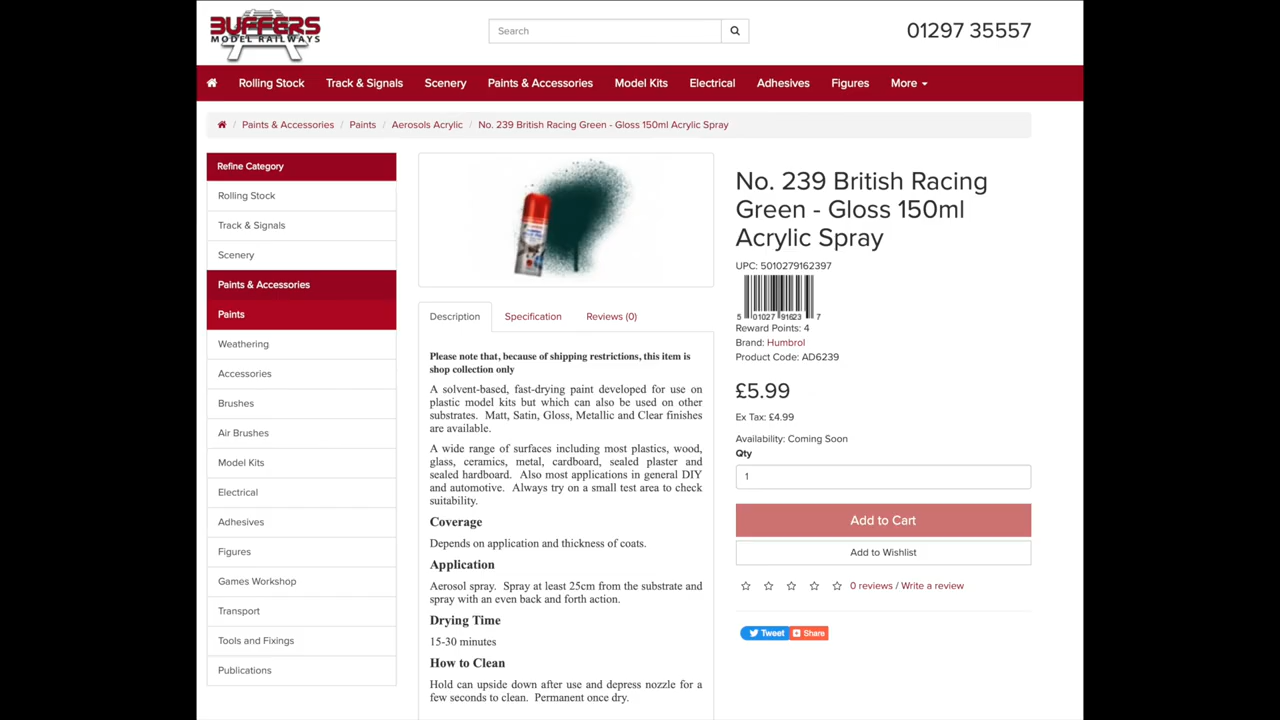 BUFFERS
MODEL RAILWAYS
Search
01297 35557
Rolling Stock
Track & Signals
Scenery
Paints & Accessories
Model Kits
Electrical
Adhesives
Figures
More
/ Paints & Accessories / Paints / Aerosols Acrylic / No. 239 British Racing Green - Gloss 150ml Acrylic Spray
Refine Category
Rolling Stock
Track & Signals
Scenery
Paints & Accessories
Paints
Weathering
Accessories
Brushes
Air Brushes
Model Kits
Electrical
Adhesives
Figures
Games Workshop
Transport
Tools and Fixings
Publications
Description
Specification
Reviews (0)
Please note that, because of shipping restrictions, this item is
shop collection only
A solvent-based, fast-drying paint developed for use on
plastic model kits but which can also be used on other
substrates. Matt, Satin, Gloss, Metallic and Clear finishes
are available.
A wide range of surfaces including most plastics, wood,
glass, ceramics, metal, cardboard, sealed plaster and
sealed hardboard. Also most applications in general DIY
and automotive. Always try on a small test area to check
suitability.
Coverage
Depends on application and thickness of coats.
Application
Aerosol spray. Spray at least 25cm from the substrate and
spray with an even back and forth action.
Drying Time
15-30 minutes
How to Clean
Hold can upside down after use and depress nozzle for a
few seconds to clean. Permanent once dry.
No. 239 British Racing
Green - Gloss 150ml
Acrylic Spray
UPC: 5010279162397
5 01027 91623 7
Reward Points: 4
Brand: Humbrol
Product Code: AD6239
£5.99
Ex Tax: £4.99
Availability: Coming Soon
Qty
1
Add to Cart
Add to Wishlist
0 reviews / Write a review
Tweet
Share